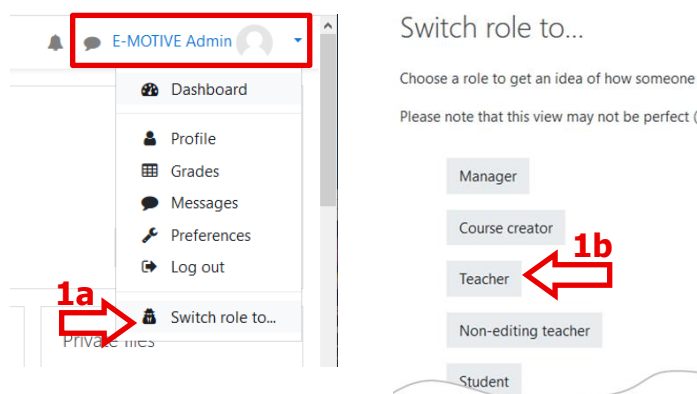 E-MOTIVE Admin
Dashboard
Profile
Grades
Messages
Preferences
Log out
1a
Switch role to...
Private files
Switch role to...
Choose a role to get an idea of how someone
Please note that this view may not be perfect (
Manager
Course creator
1b
Teacher
Non-editing teacher
Student